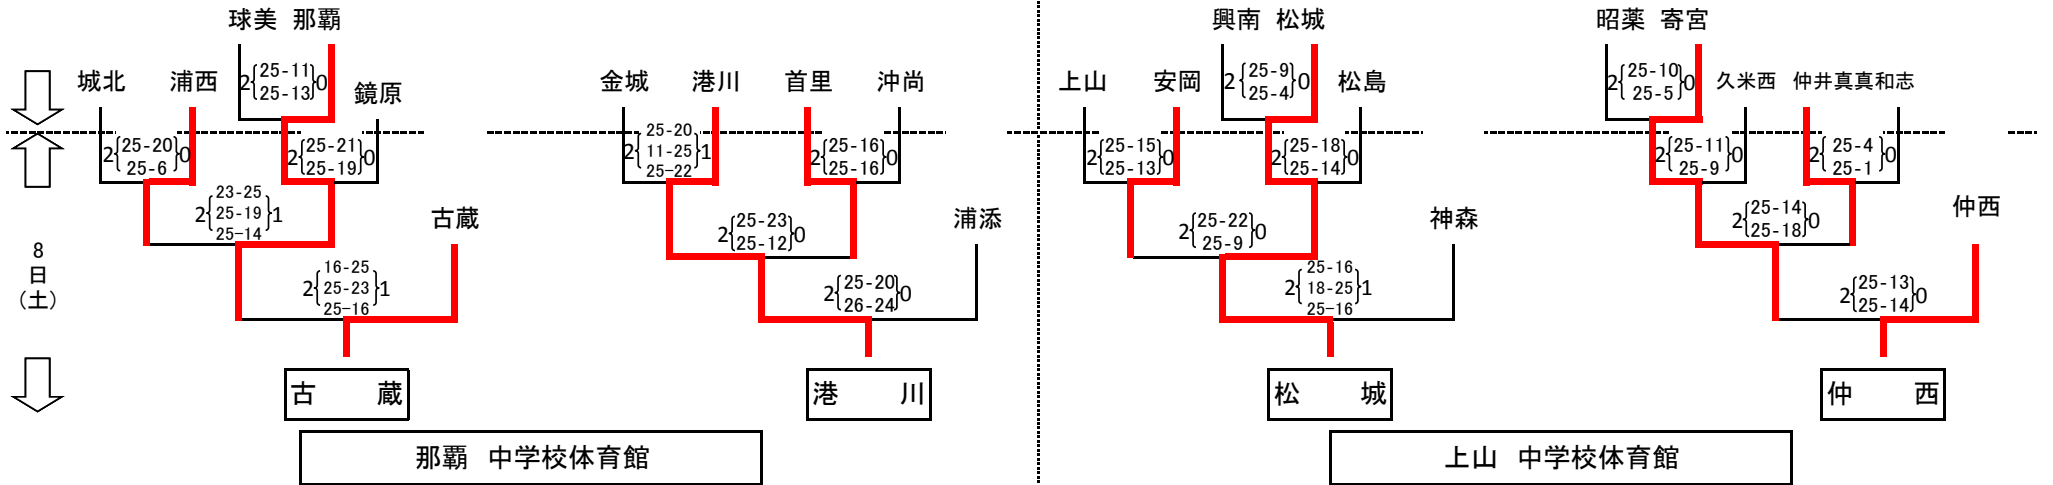 球美 那覇 興南 松城 昭薬 寄宮
城北 浦西 2 25-11 25-13 0 鏡原 金城 港川 首里 沖尚 上山 安岡 2 25-9 25-4 0 松島 2 25-10 25-5 0 久米西 仲井真 真和志
2 25-20 25-6 0 2 25-21 25-19 0 2 25-20 11-25 25-22 1 2 25-16 25-16 0 2 25-15 25-13 0 2 25-18 25-14 0 2 25-11 25-9 0 2 25-4 25-1 0
2 23-25 25-19 25-14 1 古蔵 2 25-23 25-12 0 浦添 2 25-22 25-9 0 神森 2 25-14 25-18 0 仲西
8
日
（土）
2 16-25 25-23 25-16 1 2 25-20 26-24 0 2 25-16 18-25 25-16 1 2 25-13 25-14 0
古 蔵 港 川 松 城 仲 西
那覇 中学校体育館 上山 中学校体育館